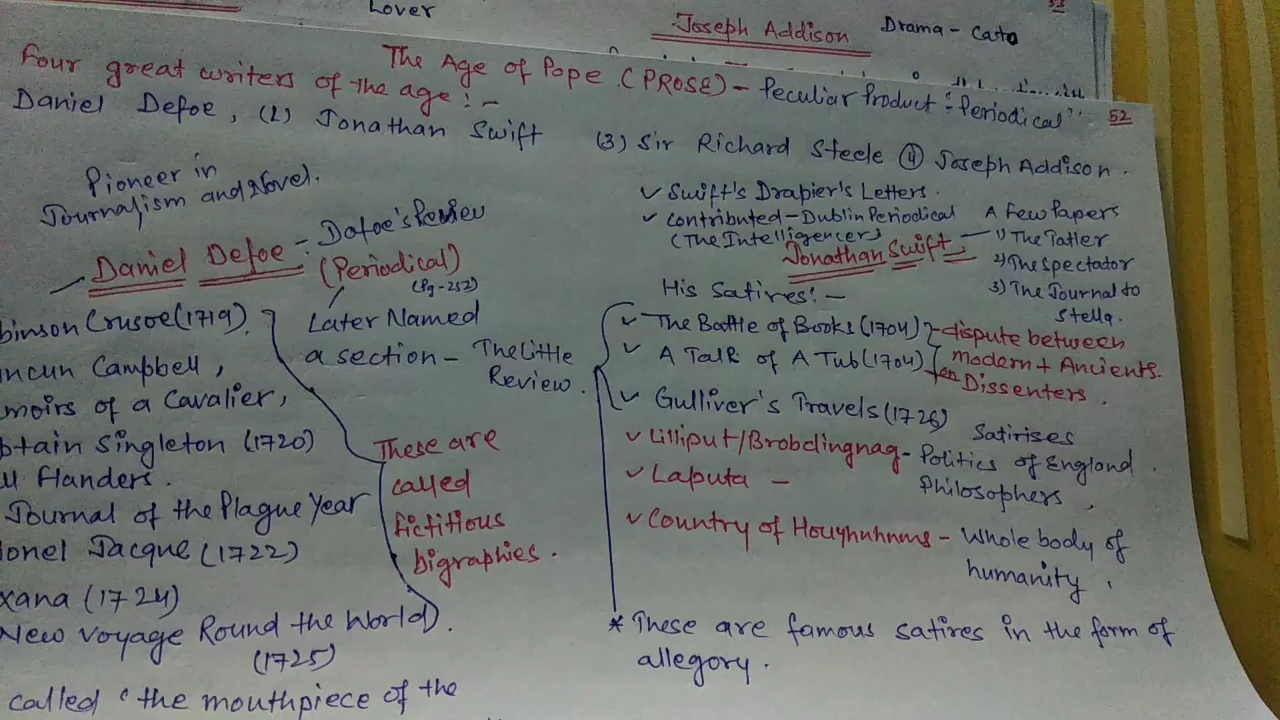 Lover
53
Joseph Addison
Drama - Cato
Four great writers of the age :-
The Age of Pope (PROSE) - Peculiar Product - "Periodical"
52
Daniel Defoe, (2) Jonathan Swift
(3) Sir Richard Steele (4) Joseph Addison.
Pioneer in
Journalism and Novel.
Daniel Defoe - Dafoe's Review
(Periodical)
(Pg-252)
Later Named
a section - The Little
Review.
binson Crusoe (1719)
ncun Campbell,
moirs of a Cavalier,
ptain Singleton (1720)
ll Flanders.
Journal of the Plague Year
lonel Jacque (1722)
xana (1724)
New Voyage Round the World).
(1725)
These are
called
fictitious
bigraphies.
called ' the mouthpiece of the
✓ Swift's Drapier's Letters.
✓ contributed - Dublin Periodical
(The Intelligencer)
A Few Papers
1) The Tatler
2) The Spectator
3) The Journal to
Stella.
Jonathan Swift
His Satires :-
✓ The Battle of Books (1704)
✓ A Tale of A Tub (1704)
dispute between
modern + Ancients.
Dissenters.
✓ Gulliver's Travels (1726)
Satirises
✓ Lilliput/Brobdingnag - Politics of England.
✓ Laputa - Philosophers,
✓ Country of Houyhnhnms - Whole body of
humanity.
* These are famous satires in the form of
allegory.